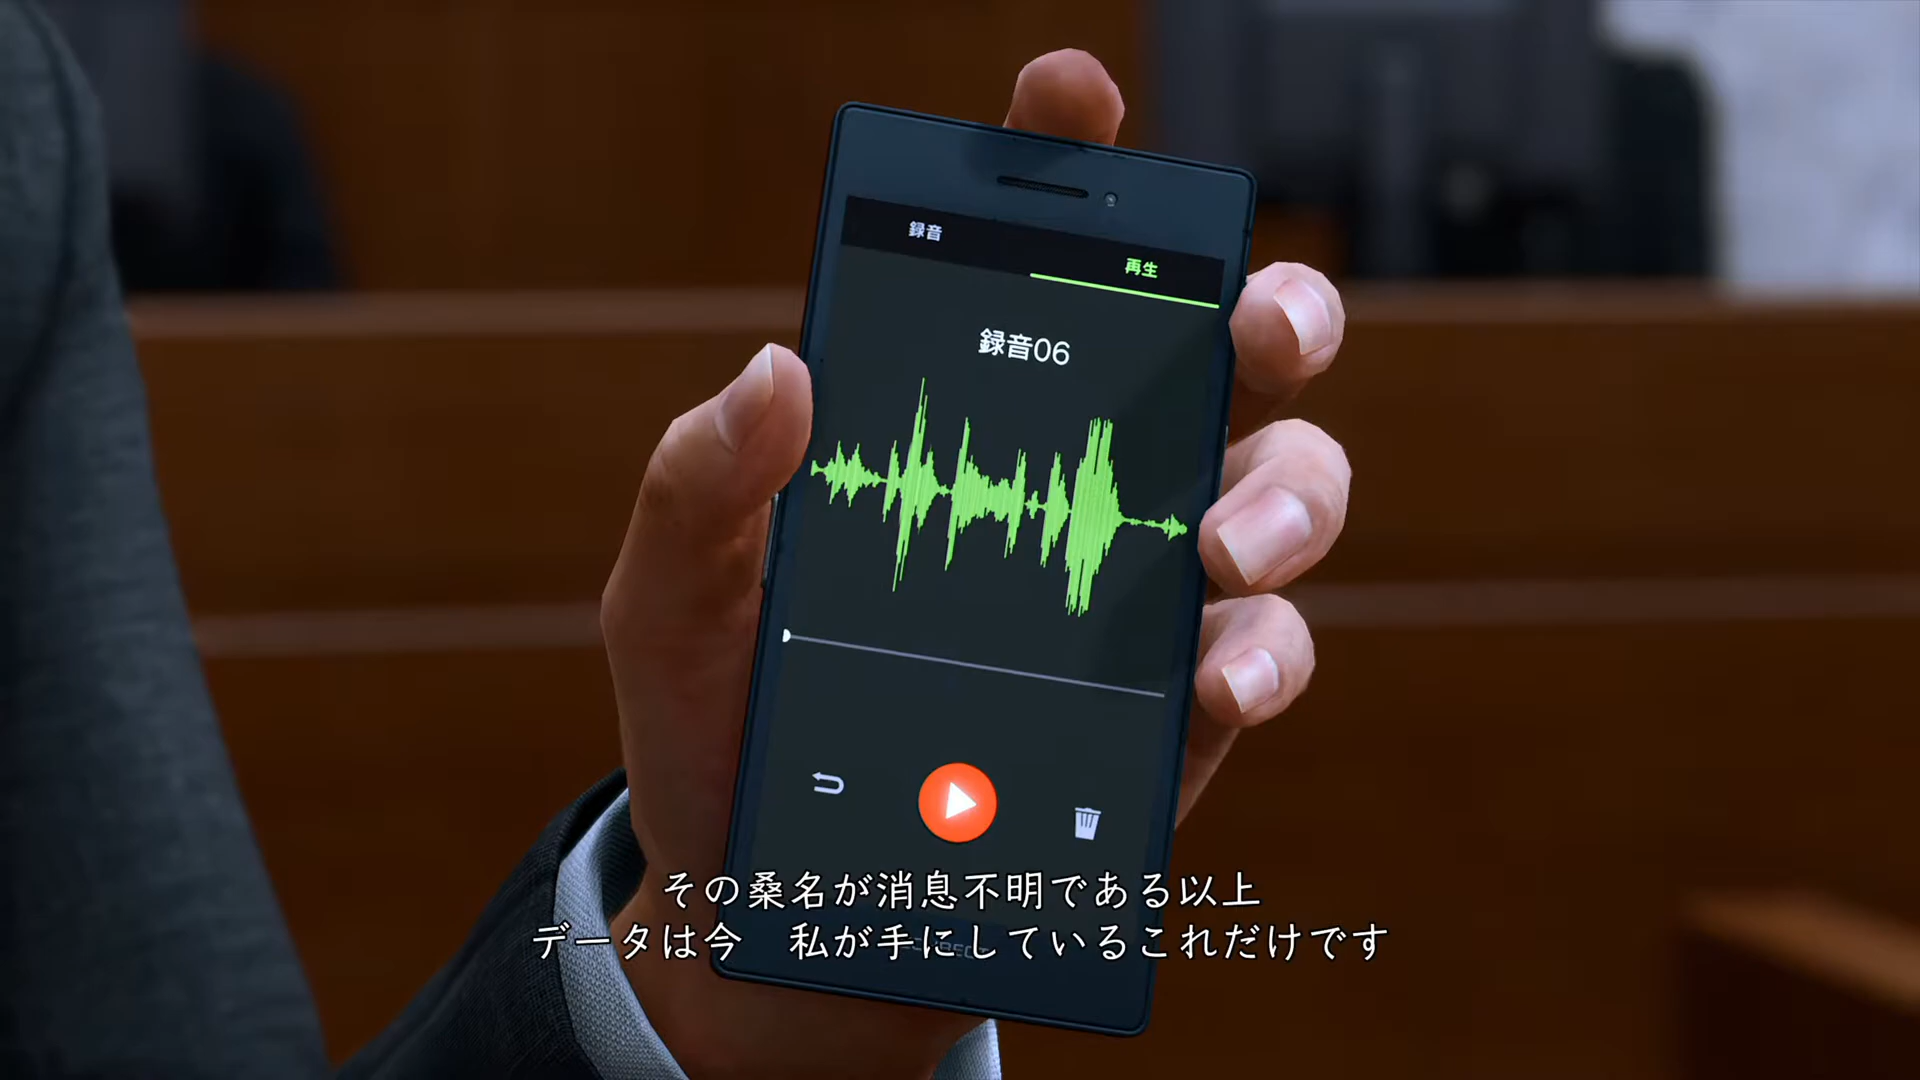 録音
再生
録音06
その桑名が消息不明である以上
データは今　私が手にしているこれだけです